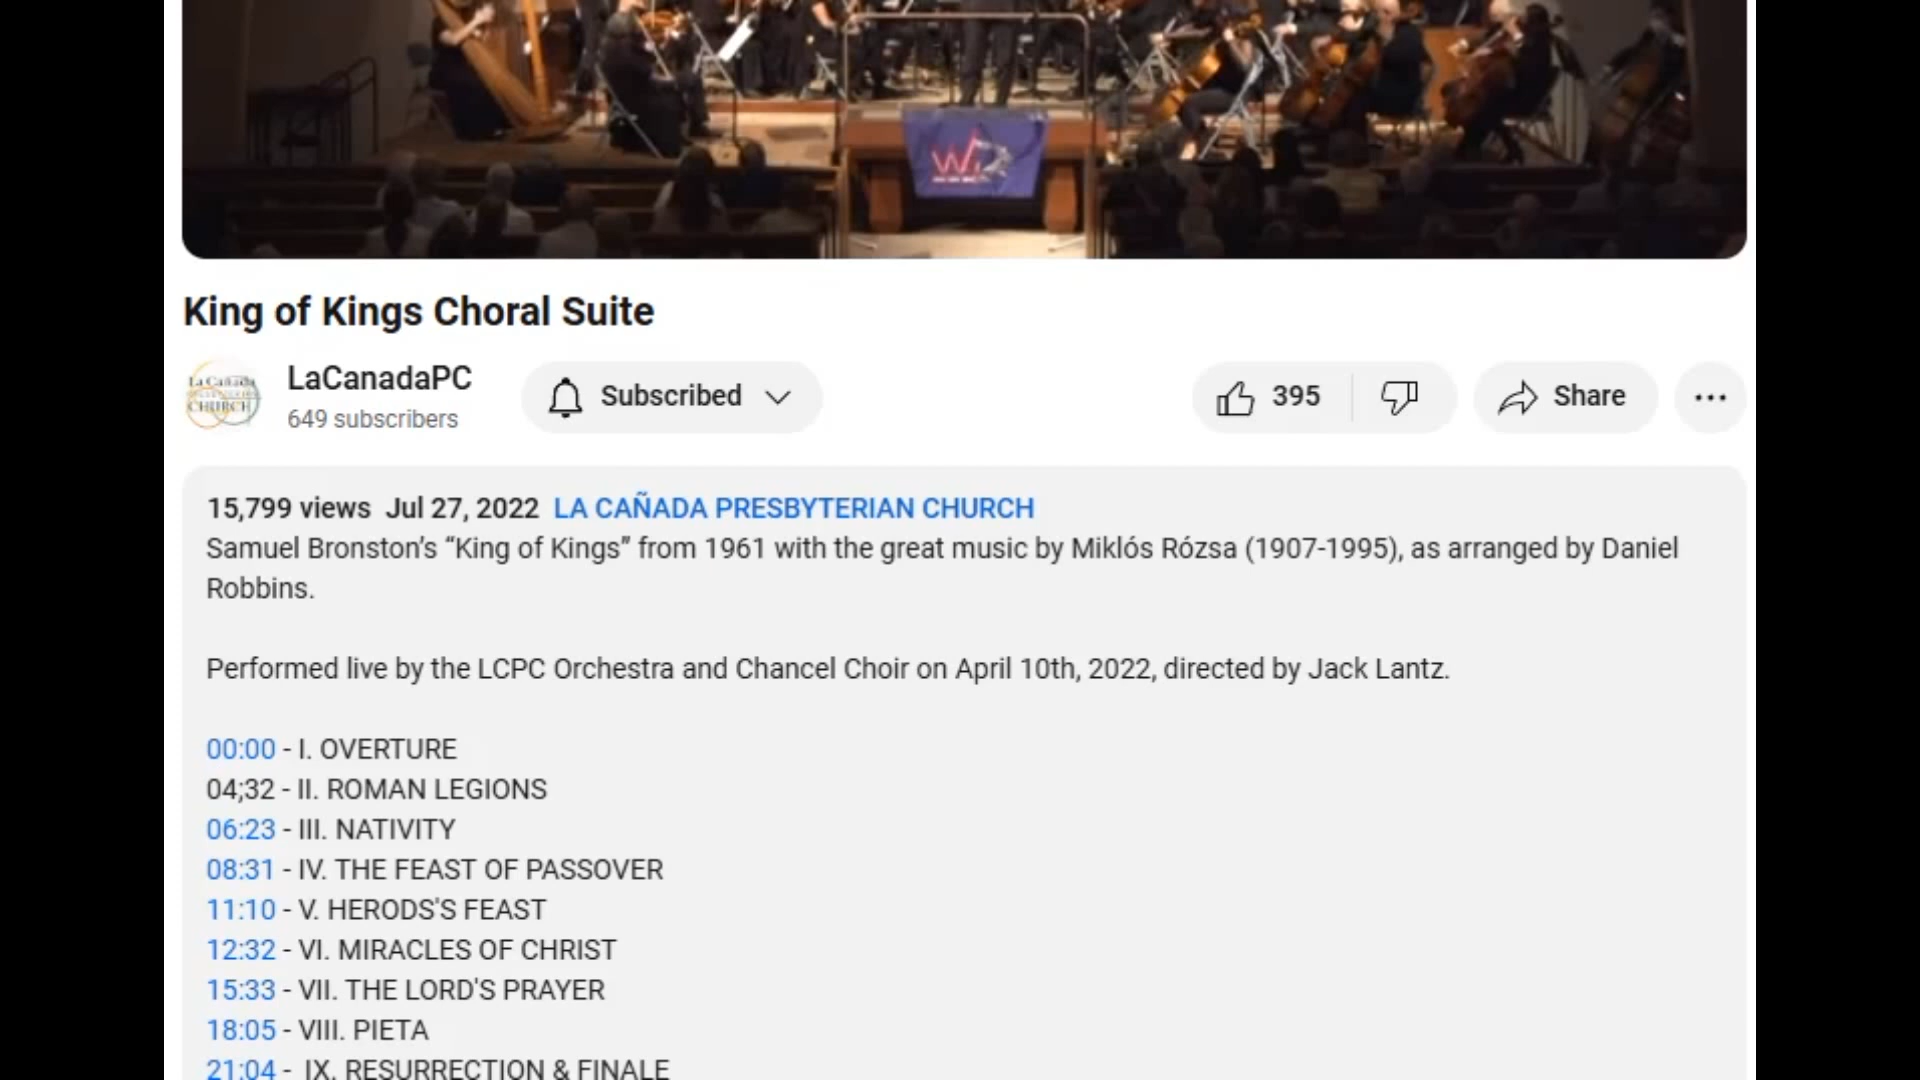 King of Kings Choral Suite
LaCanadaPC
649 subscribers
Subscribed
395
Share
La Cañada
CHURCH
15,799 views Jul 27, 2022 LA CAÑADA PRESBYTERIAN CHURCH
Samuel Bronston’s “King of Kings” from 1961 with the great music by Miklós Rózsa (1907-1995), as arranged by Daniel
Robbins.
Performed live by the LCPC Orchestra and Chancel Choir on April 10th, 2022, directed by Jack Lantz.
00:00 - I. OVERTURE
04;32 - II. ROMAN LEGIONS
06:23 - III. NATIVITY
08:31 - IV. THE FEAST OF PASSOVER
11:10 - V. HERODS'S FEAST
12:32 - VI. MIRACLES OF CHRIST
15:33 - VII. THE LORD'S PRAYER
18:05 - VIII. PIETA
21:04 - IX. RESURRECTION & FINALE